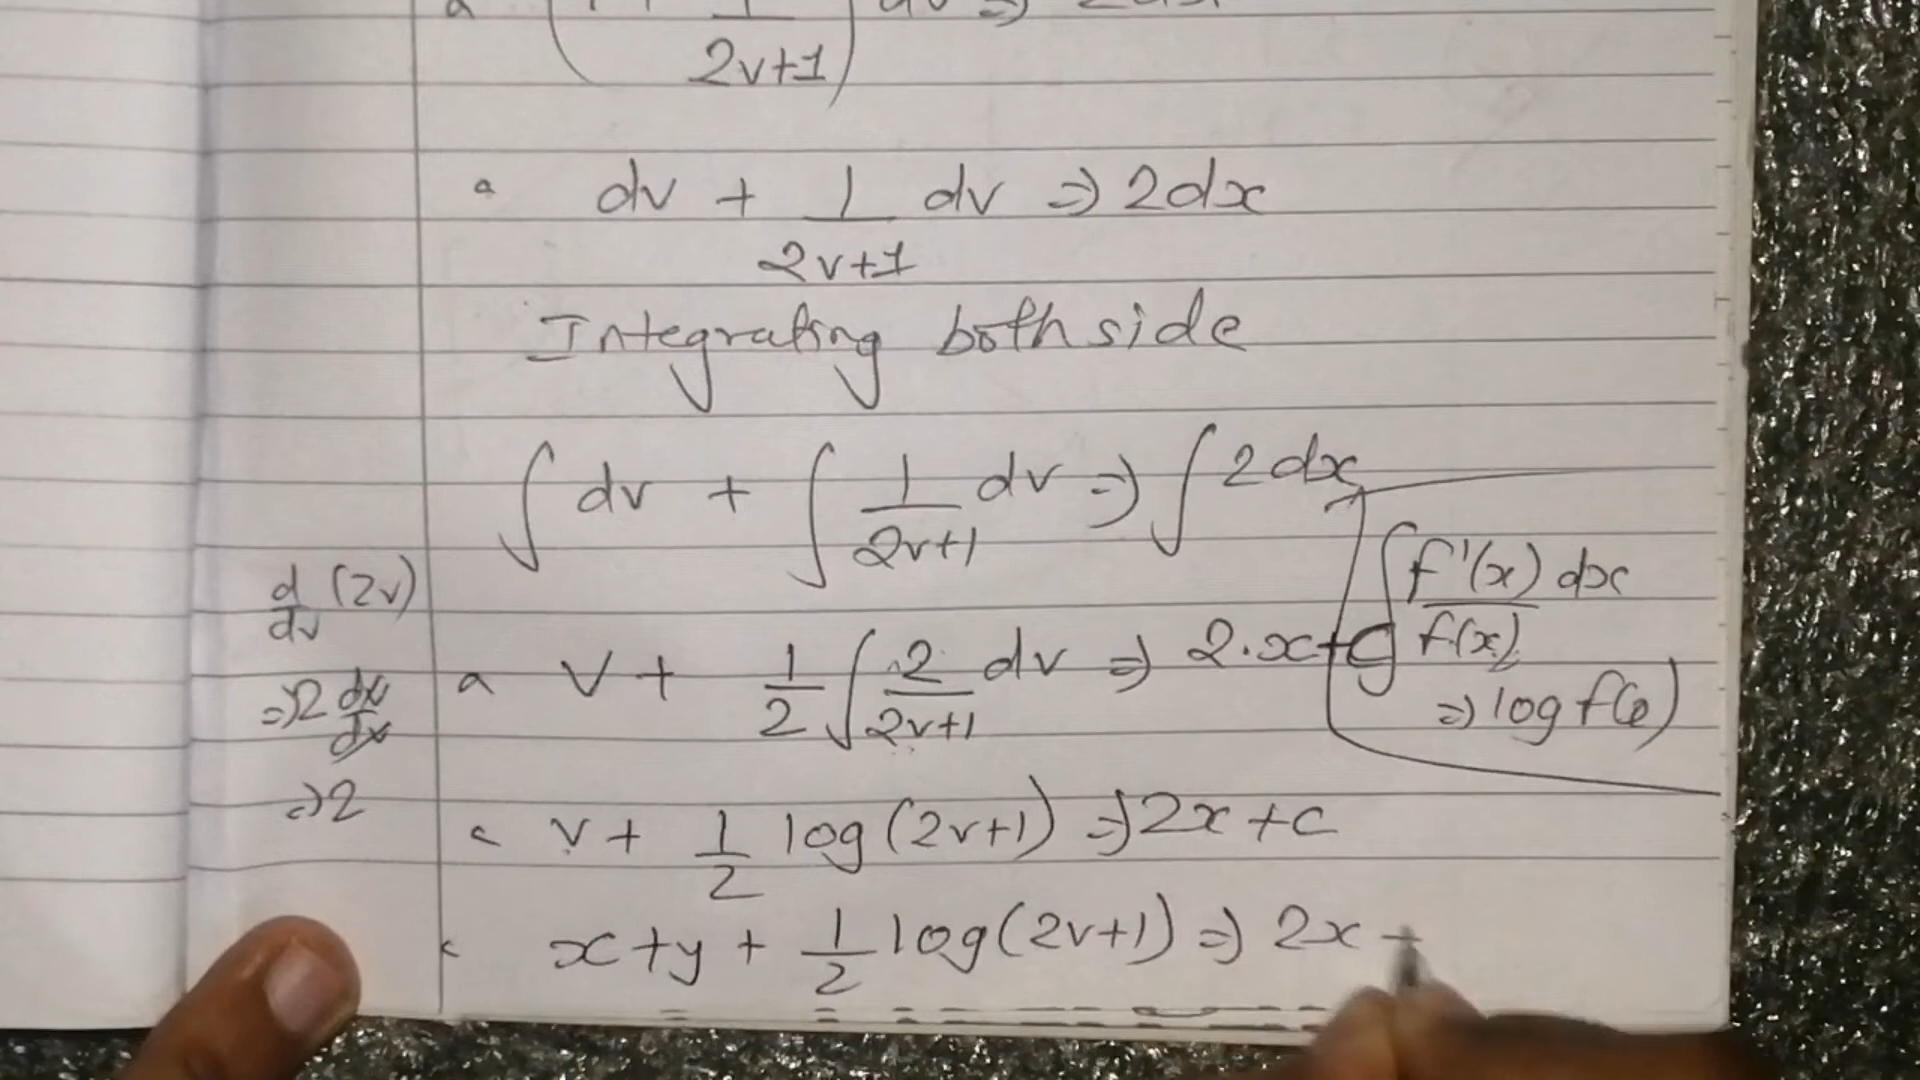 2v+1
dv + 1/2v+1 dv ⇒ 2dx
Integrating both side
∫ dv + ∫ 1/2v+1 dv ⇒ ∫ 2dx
∫ f'(x)/f(x) dx
⇒ log f(x)
d/dv (2v)
⇒ 2 dv/dv
⇒ 2
v + 1/2 ∫ 2/2v+1 dv ⇒ 2.x+c
v + 1/2 log(2v+1) ⇒ 2x+c
x+y + 1/2 log(2v+1) ⇒ 2x +